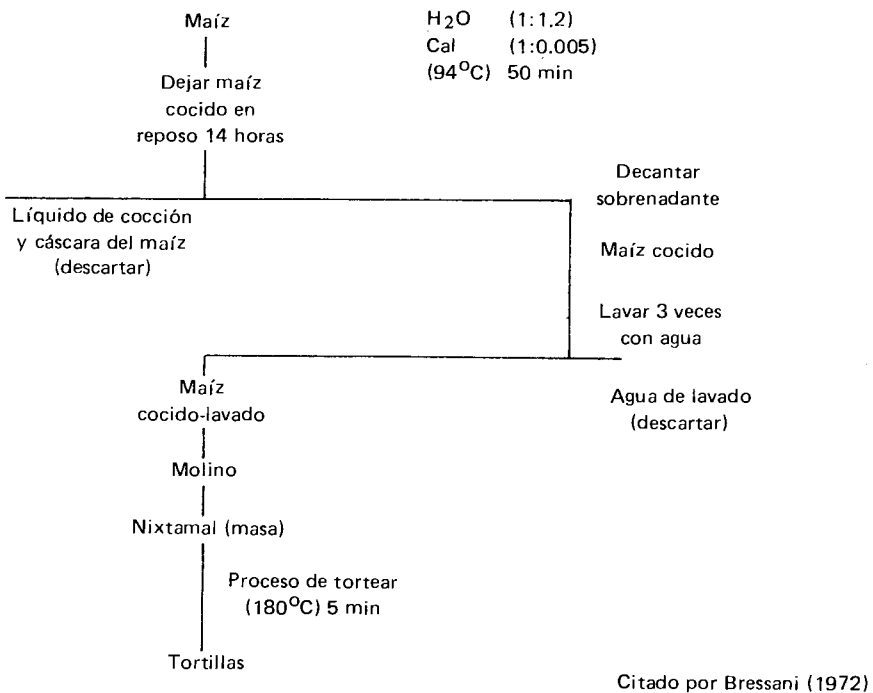 Maíz
H₂O (1:1.2)
Cal (1:0.005)
(94°C) 50 min
Dejar maíz
cocido en
reposo 14 horas
Decantar
sobrenadante
Líquido de cocción
y cáscara del maíz
(descartar)
Maíz cocido
Lavar 3 veces
con agua
Maíz
cocido-lavado
Agua de lavado
(descartar)
Molino
Nixtamal (masa)
Proceso de tortear
(180°C) 5 min
Tortillas
Citado por Bressani (1972)